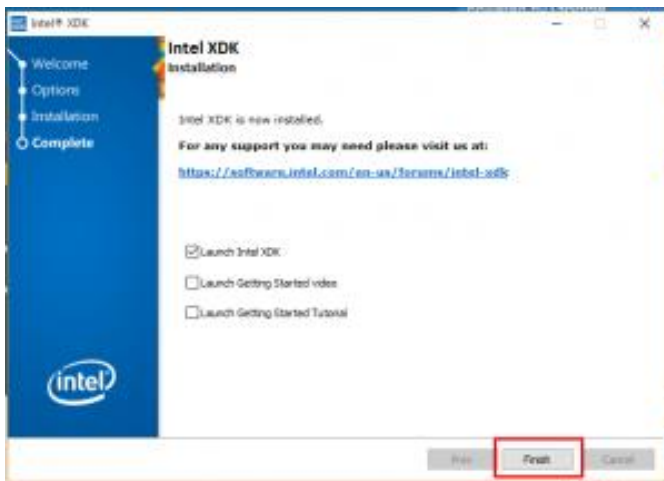 Intel® XDK
Welcome
Options
Installation
Complete
Intel XDK
Installation
Intel XDK is now installed.
For any support you may need please visit us at:
https://software.intel.com/en-us/forums/intel-xdk
Launch Intel XDK
Launch Getting Started video
Launch Getting Started Tutorial
intel
Prev
Finish
Cancel